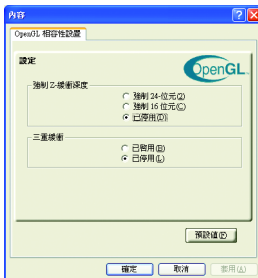 內容
OpenGL 相容性設置
設定
OpenGL
強制 Z-緩衝深度
強制 24-位元(2)
強制 16 位元(C)
已停用(D)
三重緩衝
已啓用(B)
已停用(L)
預設值(F)
確定
取消
套用(A)